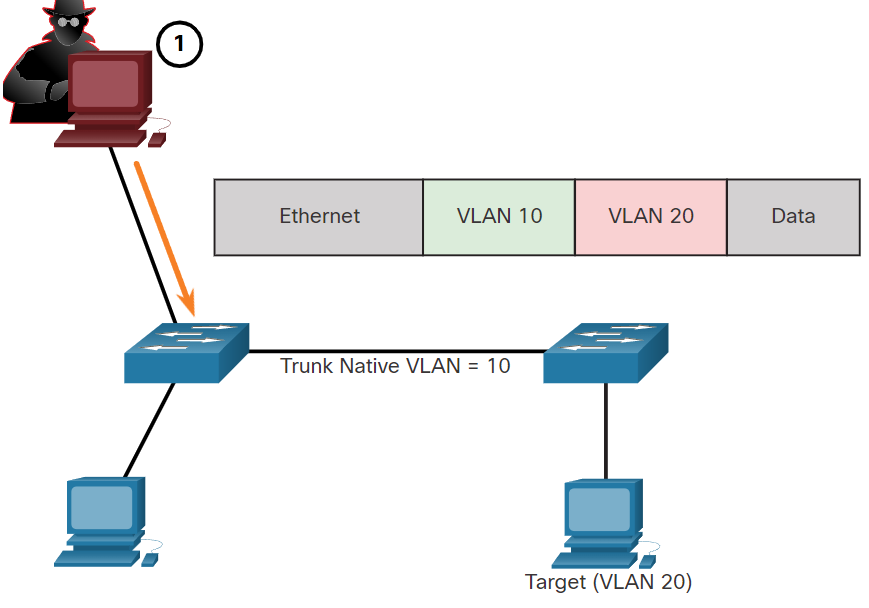 1
Ethernet
VLAN 10
VLAN 20
Data
Trunk Native VLAN = 10
Target (VLAN 20)